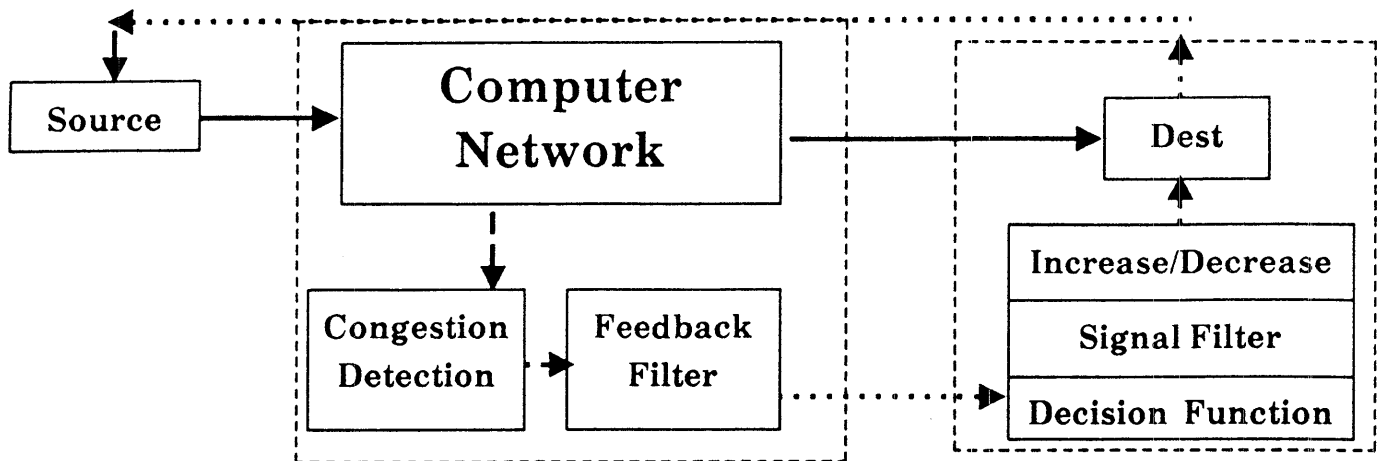 Source
Computer
Network
Dest
Congestion
Detection
Feedback
Filter
Increase/Decrease
Signal Filter
Decision Function